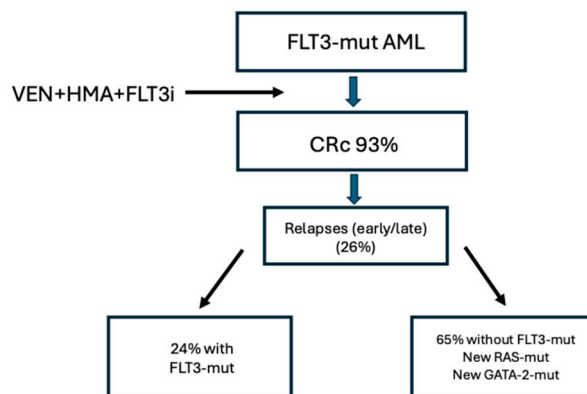 FLT3-mut AML
VEN+HMA+FLT3i
CRc 93%
Relapses (early/late)
(26%)
24% with
FLT3-mut
65% without FLT3-mut
New RAS-mut
New GATA-2-mut